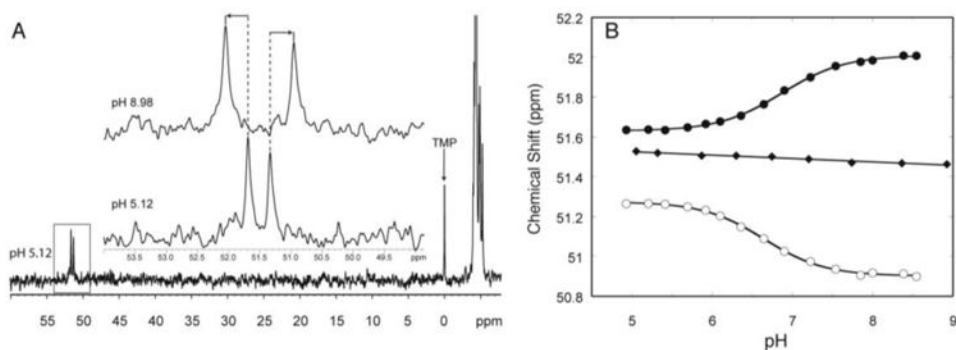 A
pH 8.98
TMP
pH 5.12
53.5 53.0 52.5 52.0 51.5 51.0 50.5 50.0 49.5 ppm
pH 5.12
55 50 45 40 35 30 25 20 15 10 5 0 ppm
B
52.2
52
51.8
51.6
51.4
51.2
51
50.8
Chemical Shift (ppm)
5 6 7 8 9
pH